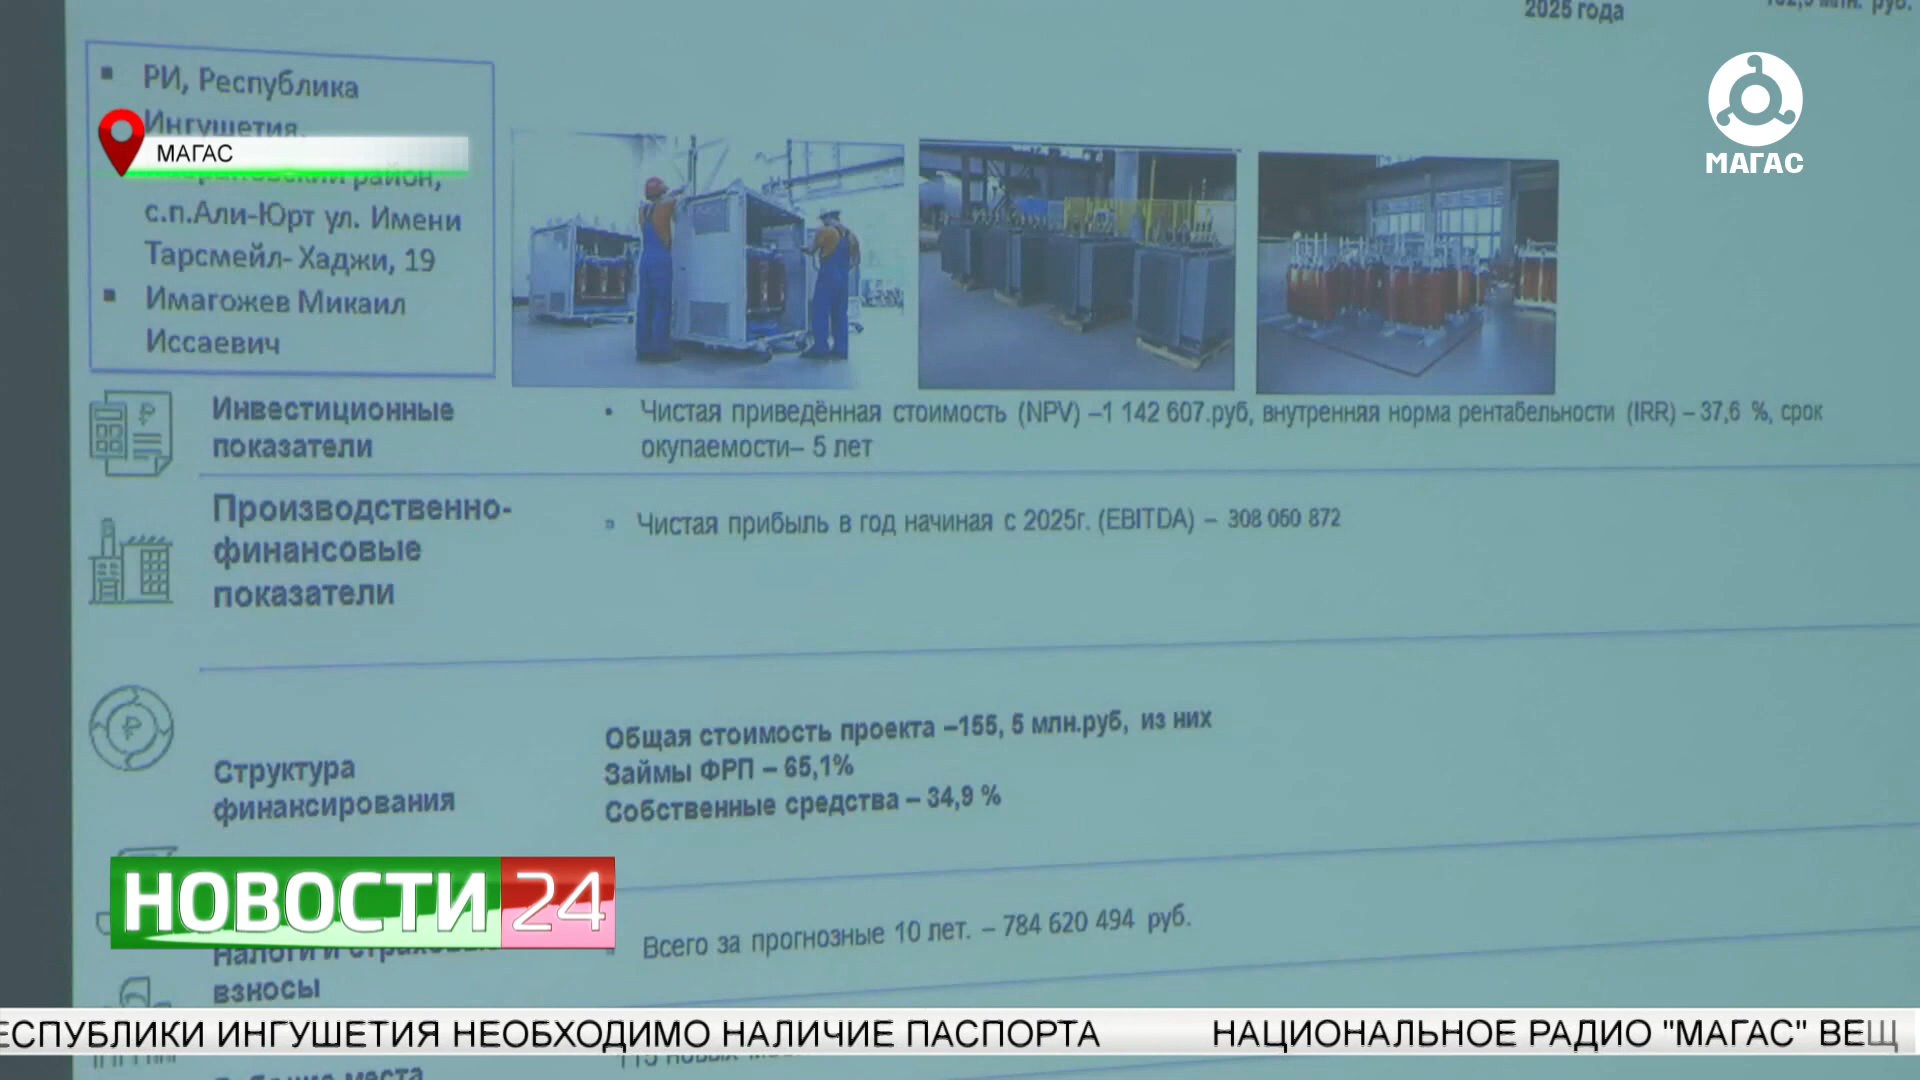 2025 года
РИ, Республика
Ингушетия,
МАГАС
район,
с.п.Али-Юрт ул. Имени
Тарсмейл- Хаджи, 19
Имагожев Микаил
Иссаевич
МАГАС
Инвестиционные
показатели
Чистая приведённая стоимость (NPV) –1 142 607.руб, внутренняя норма рентабельности (IRR) – 37,6 %, срок
окупаемости– 5 лет
Производственно-
финансовые
показатели
Чистая прибыль в год начиная с 2025г. (EBITDA) – 308 060 872
Структура
финансирования
Общая стоимость проекта –155, 5 млн.руб, из них
Займы ФРП – 65,1%
Собственные средства – 34,9 %
НОВОСТИ 24
Налоги и
взносы
Всего за прогнозные 10 лет. – 784 620 494 руб.
ЕСПУБЛИКИ ИНГУШЕТИЯ НЕОБХОДИМО НАЛИЧИЕ ПАСПОРТА НАЦИОНАЛЬНОЕ РАДИО "МАГАС" ВЕЩ
места